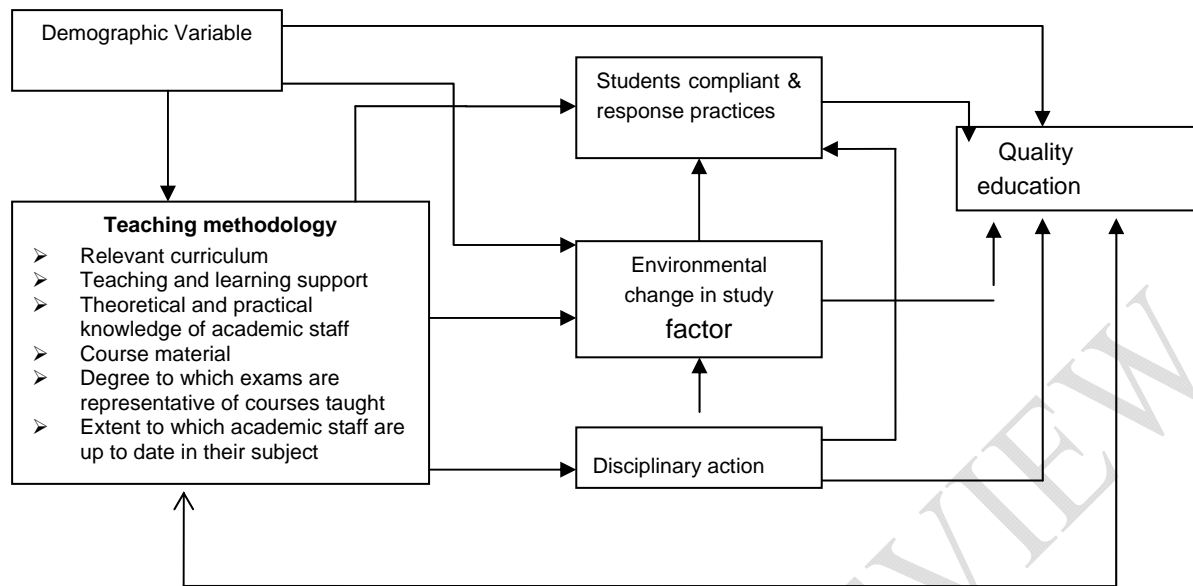 Demographic Variable
Students compliant &
response practices
Quality
education
Teaching methodology
➢ Relevant curriculum
➢ Teaching and learning support
➢ Theoretical and practical
knowledge of academic staff
➢ Course material
➢ Degree to which exams are
representative of courses taught
➢ Extent to which academic staff are
up to date in their subject
Environmental
change in study
factor
Disciplinary action
VIEW